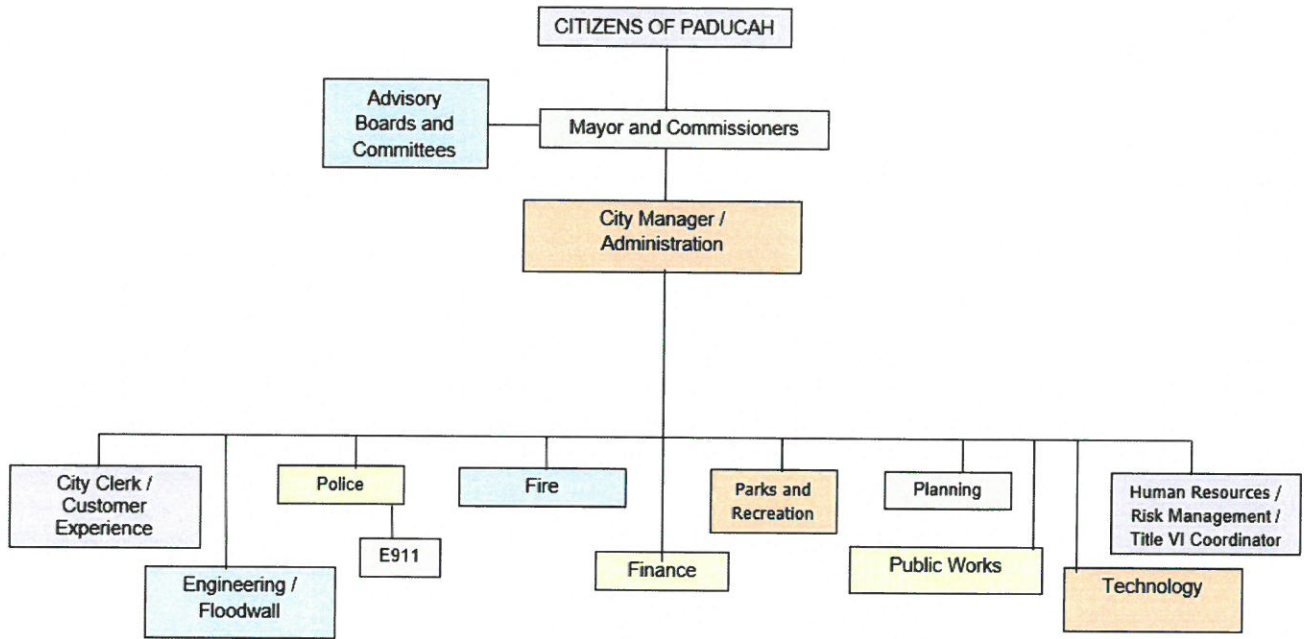 CITIZENS OF PADUCAH
Advisory
Boards and
Committees
Mayor and Commissioners
City Manager /
Administration
City Clerk /
Customer
Experience
Engineering /
Floodwall
Police
E911
Fire
Finance
Parks and
Recreation
Planning
Public Works
Technology
Human Resources /
Risk Management /
Title VI Coordinator